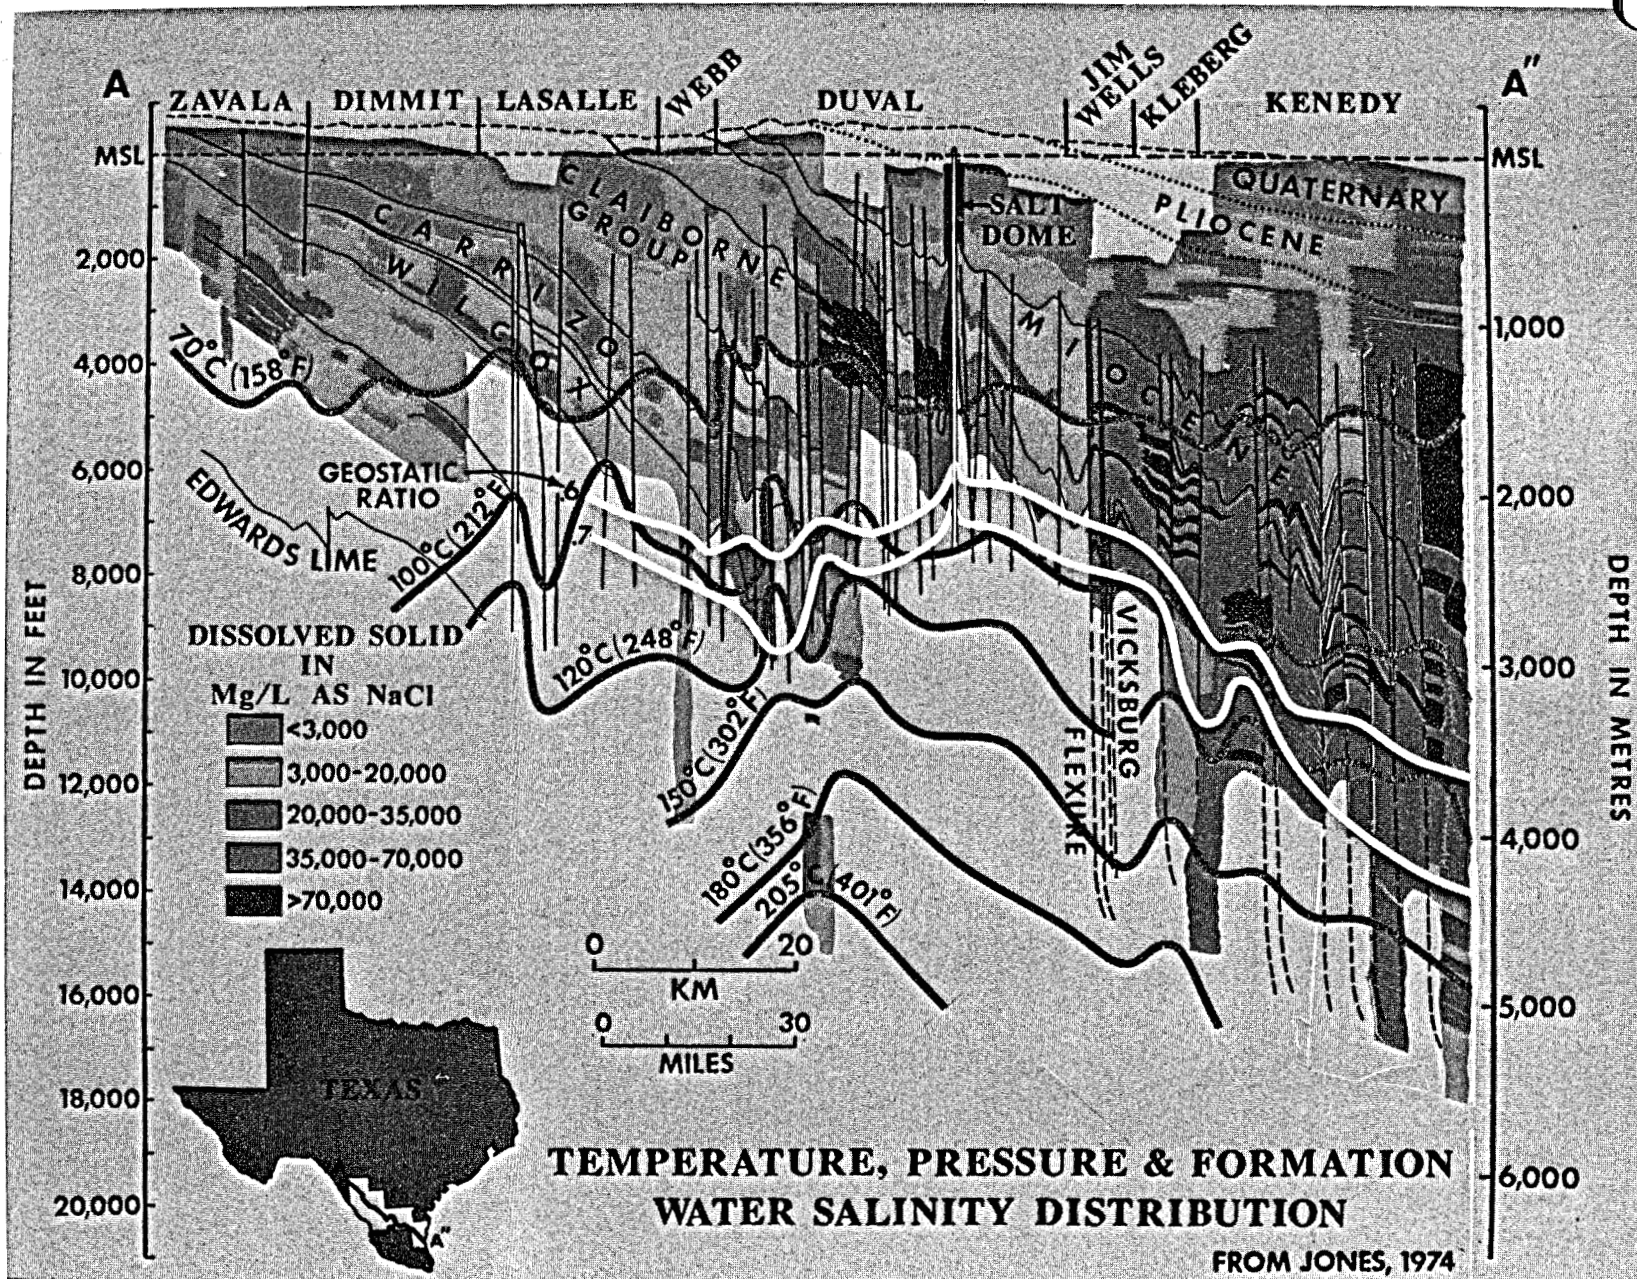 A
A"
ZAVALA
DIMMIT
LASALLE
WEBB
DUVAL
JIM
WELLS
KLEBERG
KENEDY
MSL
MSL
QUATERNARY
PLIOCENE
CLAIBORNE
GROUP
SALT
DOME
CARRIZO
WILCOX
MIOCENE
2,000
4,000
6,000
8,000
10,000
12,000
14,000
16,000
18,000
20,000
DEPTH IN FEET
1,000
2,000
3,000
4,000
5,000
6,000
DEPTH IN METRES
70°C (158°F)
GEOSTATIC
RATIO
.6
.7
EDWARDS LIME
100°C (212°F
120°C (248°F)
150°C (302°F)
180°C (356°F)
205°C (401°F)
VICKSBURG
FLEXURE
DISSOLVED SOLID
IN
Mg/L AS NaCl
<3,000
3,000-20,000
20,000-35,000
35,000-70,000
>70,000
0 20
KM
0 30
MILES
TEXAS
A"
TEMPERATURE, PRESSURE & FORMATION
WATER SALINITY DISTRIBUTION
FROM JONES, 1974